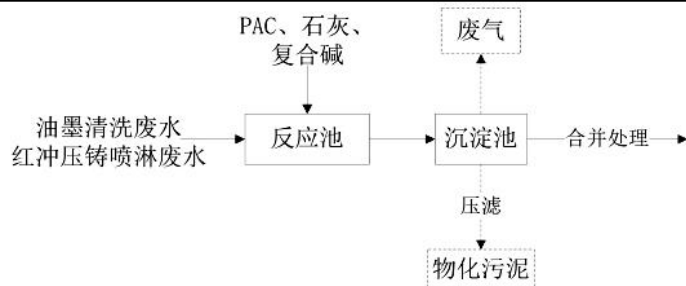 PAC、石灰、
复合碱
废气
油墨清洗废水
红冲压铸喷淋废水
反应池
沉淀池
合并处理
压滤
物化污泥